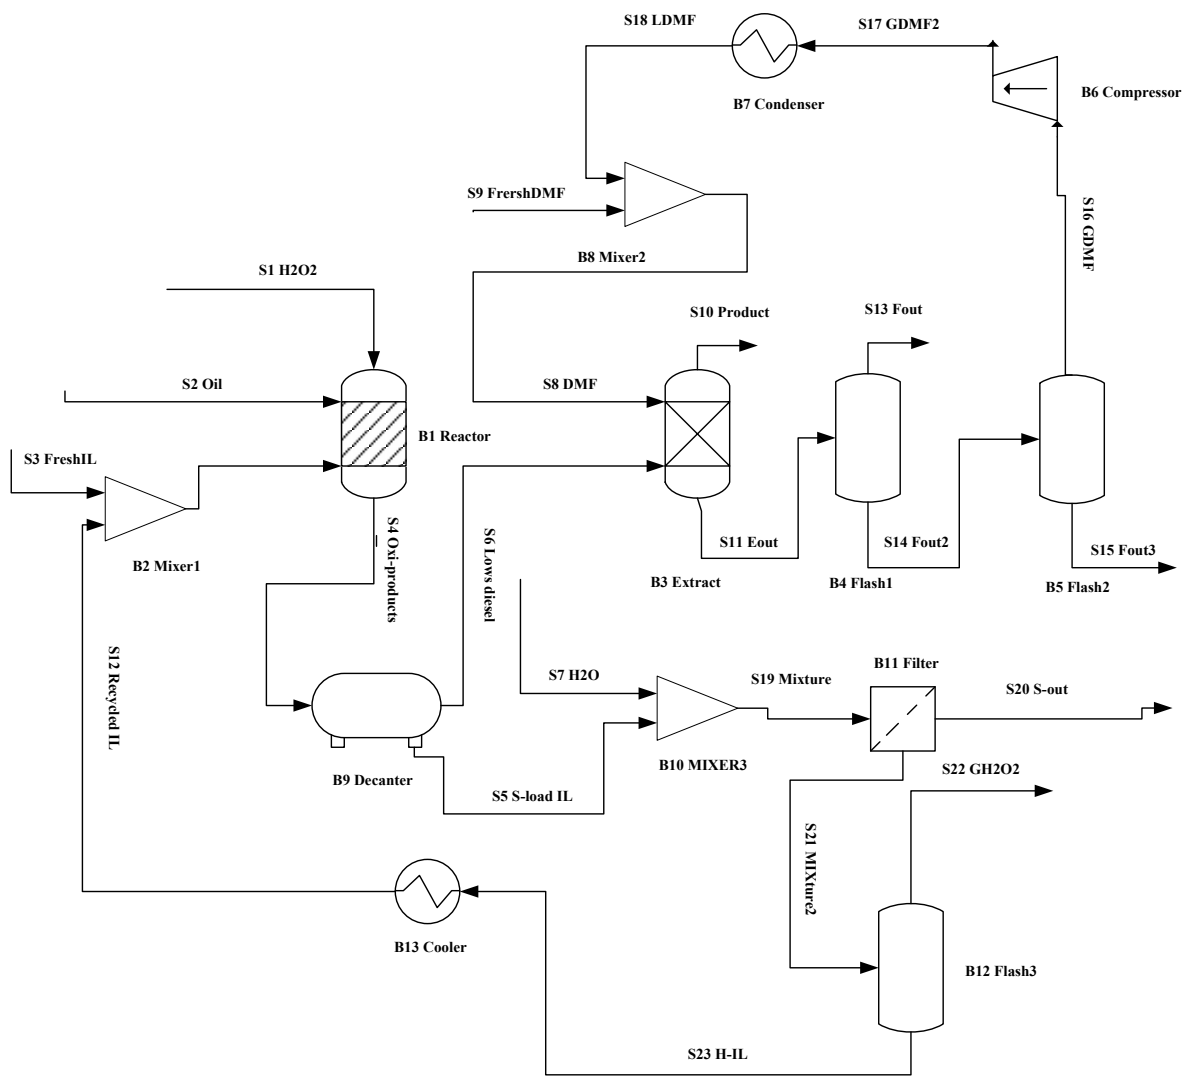 S18 LDMF
S17 GDMF2
B7 Condenser
B6 Compressor
S9 FrershDMF
S16 GDMF
B8 Mixer2
S1 H2O2
S10 Product
S13 Fout
S2 Oil
S8 DMF
B1 Reactor
S3 FreshIL
S4 Oxi-products
S6 Lows diesel
S11 Eout
S14 Fout2
S15 Fout3
B2 Mixer1
B3 Extract
B4 Flash1
B5 Flash2
S12 Recycled IL
S7 H2O
S19 Mixture
B11 Filter
S20 S-out
B9 Decanter
B10 MIXER3
S22 GH2O2
S5 S-load IL
S21 MIXture2
B13 Cooler
B12 Flash3
S23 H-IL